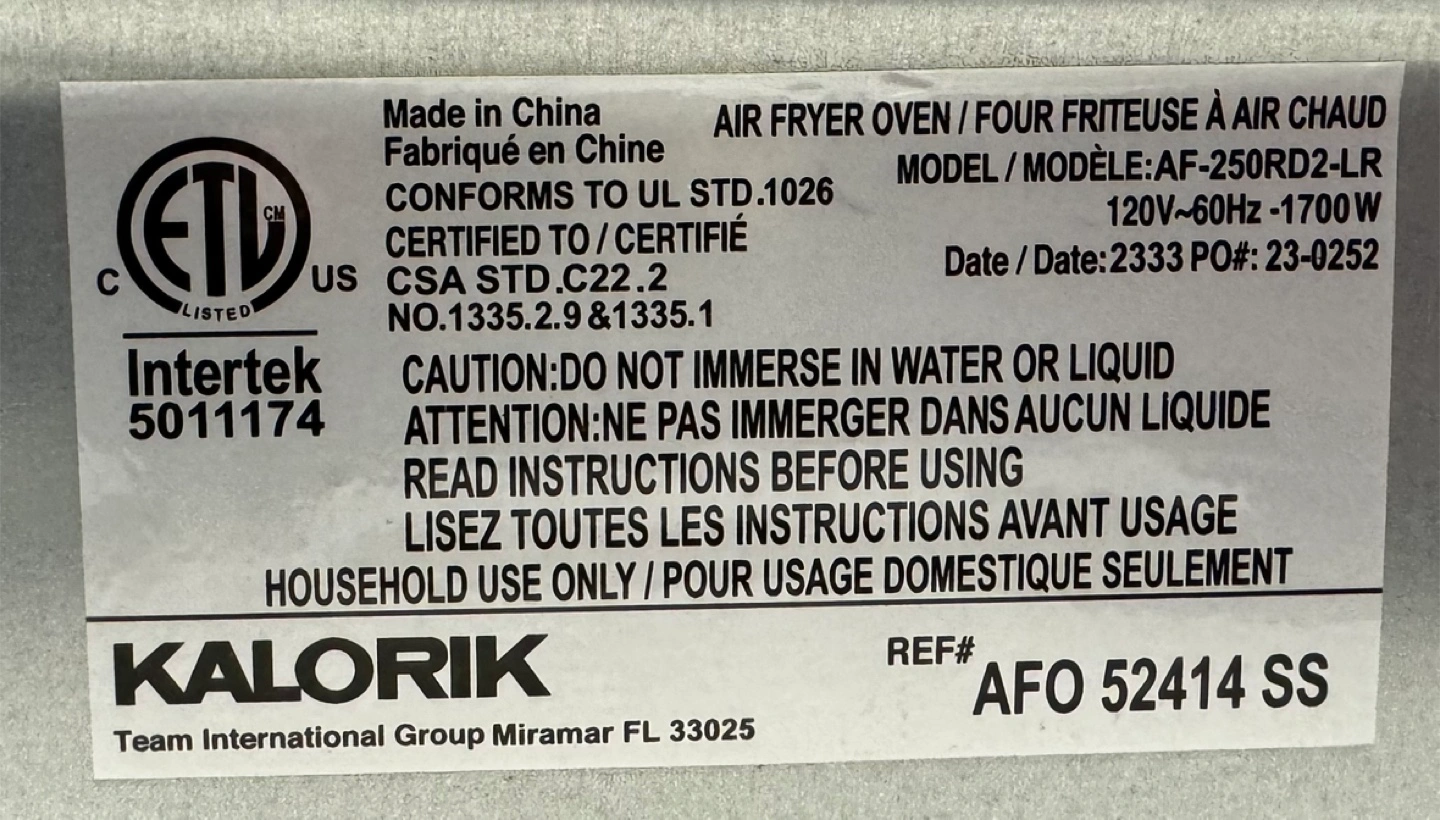 Made in China
Fabriqué en Chine
CONFORMS TO UL STD.1026
CERTIFIED TO / CERTIFIÉ
CSA STD.C22.2
NO.1335.2.9 &1335.1
AIR FRYER OVEN / FOUR FRITEUSE À AIR CHAUD
MODEL / MODÈLE:AF-250RD2-LR
120V~60Hz -1700W
Date / Date:2333 PO#: 23-0252
ETL CM
C US
LISTED
Intertek
5011174
CAUTION:DO NOT IMMERSE IN WATER OR LIQUID
ATTENTION:NE PAS IMMERGER DANS AUCUN LIQUIDE
READ INSTRUCTIONS BEFORE USING
LISEZ TOUTES LES INSTRUCTIONS AVANT USAGE
HOUSEHOLD USE ONLY / POUR USAGE DOMESTIQUE SEULEMENT
KALORIK
Team International Group Miramar FL 33025
REF# AFO 52414 SS